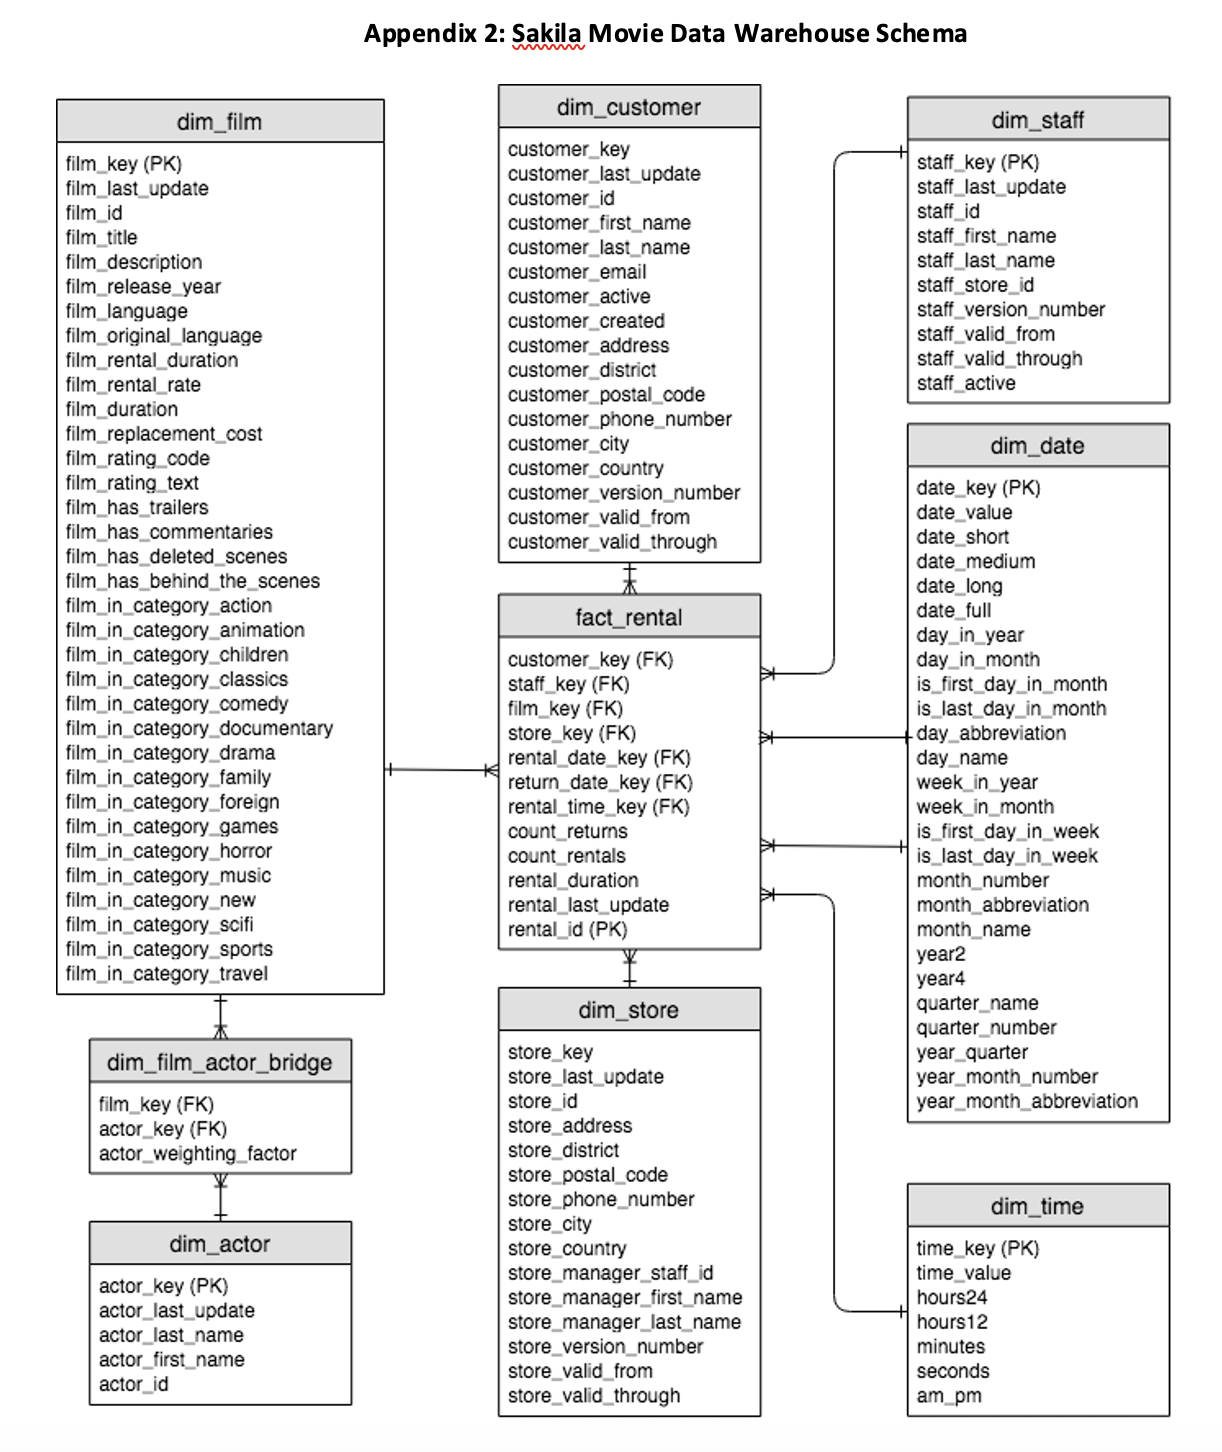 Appendix 2: Sakila Movie Data Warehouse Schema
dim_film
film_key (PK)
film_last_update
film_id
film_title
film_description
film_release_year
film_language
film_original_language
film_rental_duration
film_rental_rate
film_duration
film_replacement_cost
film_rating_code
film_rating_text
film_has_trailers
film_has_commentaries
film_has_deleted_scenes
film_has_behind_the_scenes
film_in_category_action
film_in_category_animation
film_in_category_children
film_in_category_classics
film_in_category_comedy
film_in_category_documentary
film_in_category_drama
film_in_category_family
film_in_category_foreign
film_in_category_games
film_in_category_horror
film_in_category_music
film_in_category_new
film_in_category_scifi
film_in_category_sports
film_in_category_travel
dim_film_actor_bridge
film_key (FK)
actor_key (FK)
actor_weighting_factor
dim_actor
actor_key (PK)
actor_last_update
actor_last_name
actor_first_name
actor_id
dim_customer
customer_key
customer_last_update
customer_id
customer_first_name
customer_last_name
customer_email
customer_active
customer_created
customer_address
customer_district
customer_postal_code
customer_phone_number
customer_city
customer_country
customer_version_number
customer_valid_from
customer_valid_through
fact_rental
customer_key (FK)
staff_key (FK)
film_key (FK)
store_key (FK)
rental_date_key (FK)
return_date_key (FK)
rental_time_key (FK)
count_returns
count_rentals
rental_duration
rental_last_update
rental_id (PK)
dim_store
store_key
store_last_update
store_id
store_address
store_district
store_postal_code
store_phone_number
store_city
store_country
store_manager_staff_id
store_manager_first_name
store_manager_last_name
store_version_number
store_valid_from
store_valid_through
dim_staff
staff_key (PK)
staff_last_update
staff_id
staff_first_name
staff_last_name
staff_store_id
staff_version_number
staff_valid_from
staff_valid_through
staff_active
dim_date
date_key (PK)
date_value
date_short
date_medium
date_long
date_full
day_in_year
day_in_month
is_first_day_in_month
is_last_day_in_month
day_abbreviation
day_name
week_in_year
week_in_month
is_first_day_in_week
is_last_day_in_week
month_number
month_abbreviation
month_name
year2
year4
quarter_name
quarter_number
year_quarter
year_month_number
year_month_abbreviation
dim_time
time_key (PK)
time_value
hours24
hours12
minutes
seconds
am_pm